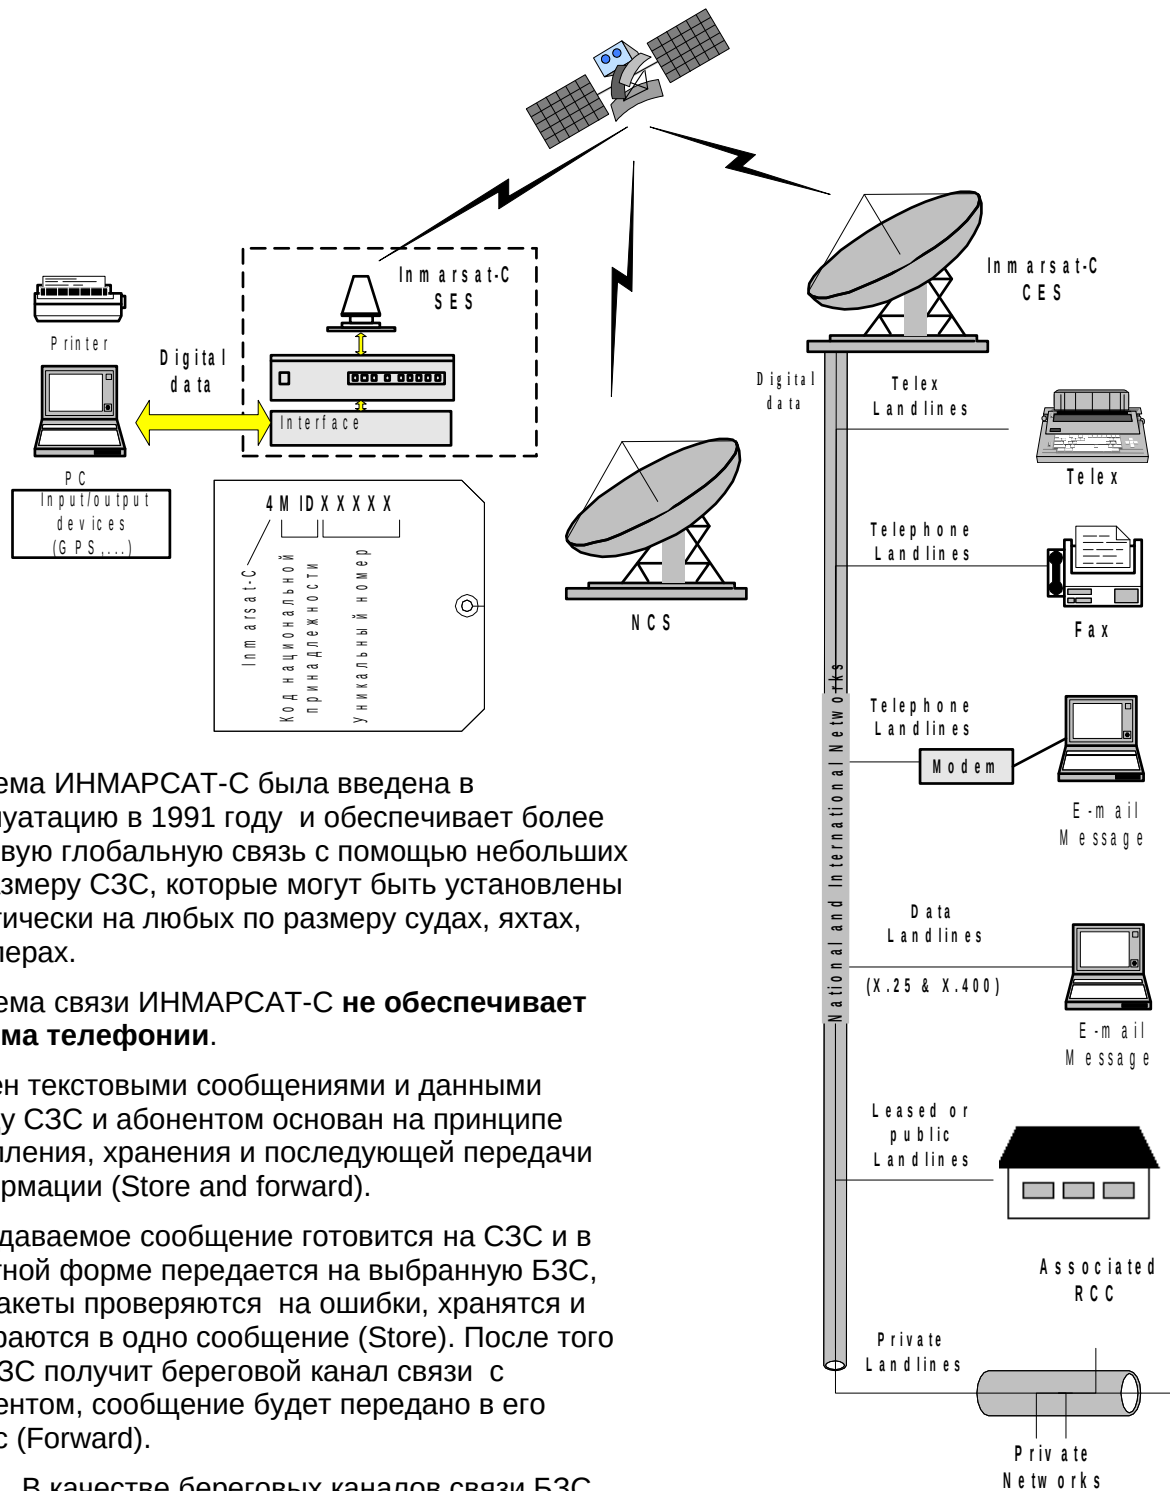 Inmarsat-C
SES
Inmarsat-C
CES
Printer
Digital
data
Interface
PC
Input/output
devices
(GPS,...)
4MIDXXXXX
Inmarsat-C
Код национальной
принадлежности
Уникальный номер
NCS
Digital
data
Telex
Landlines
Telex
Telephone
Landlines
Fax
National and International Networks
Telephone
Landlines
Modem
E-mail
Message
Data
Landlines
(X.25 & X.400)
E-mail
Message
Leased or
public
Landlines
Associated
RCC
Private
Landlines
Private
Networks
ема ИНМАРСАТ-С была введена в
луатацию в 1991 году и обеспечивает более
вую глобальную связь с помощью небольших
азмеру СЗС, которые могут быть установлены
тически на любых по размеру судах, яхтах,
лерах.
ема связи ИНМАРСАТ-С не обеспечивает
ма телефонии.
ен текстовыми сообщениями и данными
у СЗС и абонентом основан на принципе
пления, хранения и последующей передачи
ормации (Store and forward).
даваемое сообщение готовится на СЗС и в
тной форме передается на выбранную БЗС,
акеты проверяются на ошибки, хранятся и
раются в одно сообщение (Store). После того
ЗС получит береговой канал связи с
ентом, сообщение будет передано в его
с (Forward).
В качестве береговых каналов связи БЗС